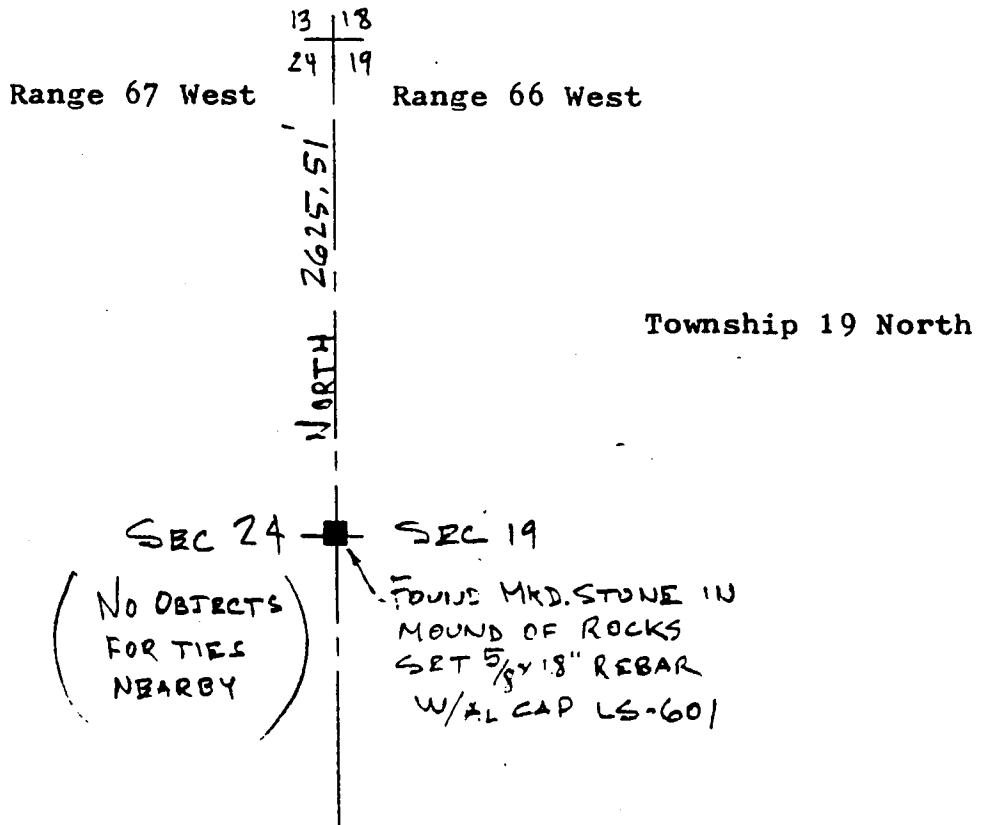 13 18
24 19
Range 67 West Range 66 West
NORTH 2625.51'
Township 19 North
SEC 24 SEC 19
(NO OBJECTS
FOR TIES
NEARBY)
FOUND MKD. STONE IN
MOUND OF ROCKS
SET 5/8 x 18" REBAR
W/AL CAP LS-601